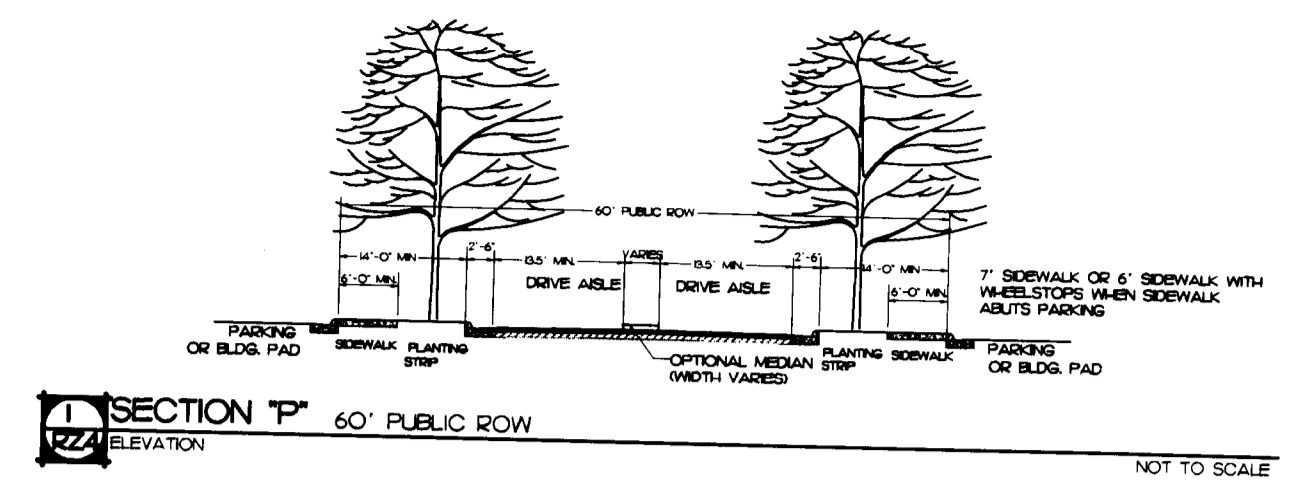 60' PUBLIC ROW
14'-0" MIN
2'-6"
13.5' MIN.
VARIES
13.5' MIN.
2'-6"
14'-0" MIN
6'-0" MIN.
DRIVE AISLE
DRIVE AISLE
6'-0" MIN.
7' SIDEWALK OR 6' SIDEWALK WITH
WHEELSTOPS WHEN SIDEWALK
ABUTS PARKING
PARKING
OR BLDG. PAD
SIDEWALK
PLANTING
STRIP
OPTIONAL MEDIAN
(WIDTH VARIES)
PLANTING
STRIP
SIDEWALK
PARKING
OR BLDG. PAD
1
RZ4
SECTION "P" 60' PUBLIC ROW
ELEVATION
NOT TO SCALE